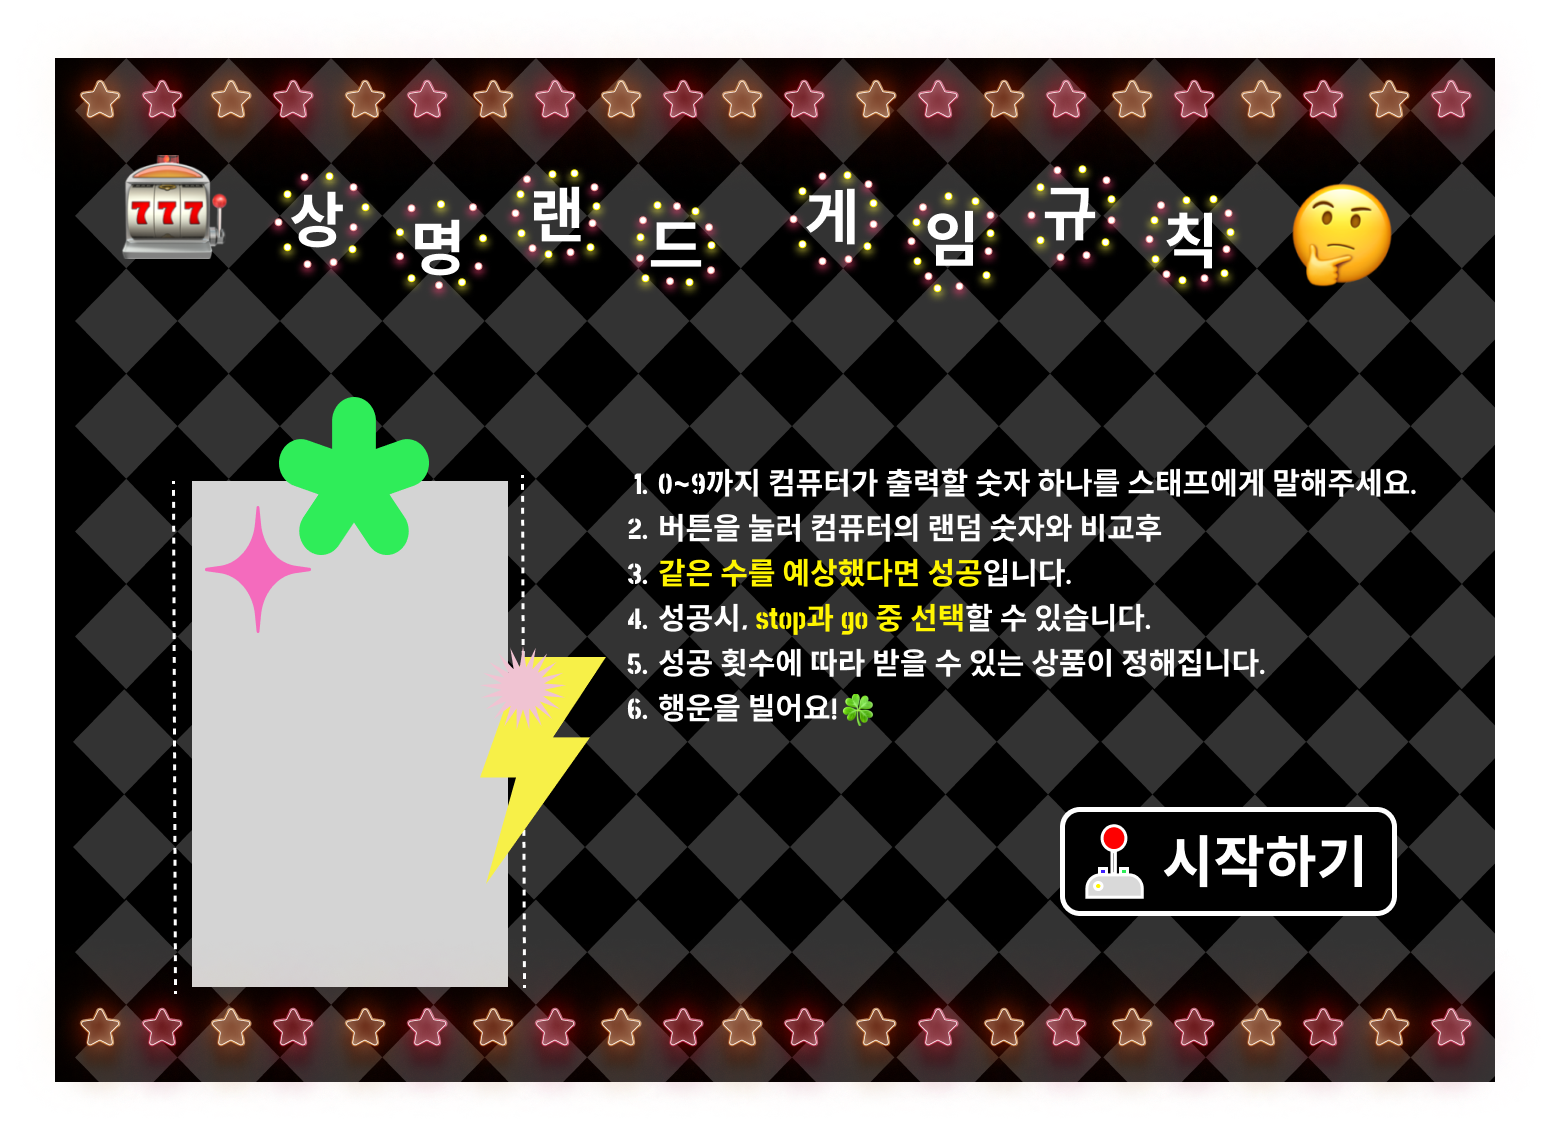 777
상명랜드 게임규칙
1. 0~9까지 컴퓨터가 출력할 숫자 하나를 스태프에게 말해주세요.
2. 버튼을 눌러 컴퓨터의 랜덤 숫자와 비교후
3. 같은 수를 예상했다면 성공입니다.
4. 성공시, stop과 go 중 선택할 수 있습니다.
5. 성공 횟수에 따라 받을 수 있는 상품이 정해집니다.
6. 행운을 빌어요!🍀
시작하기